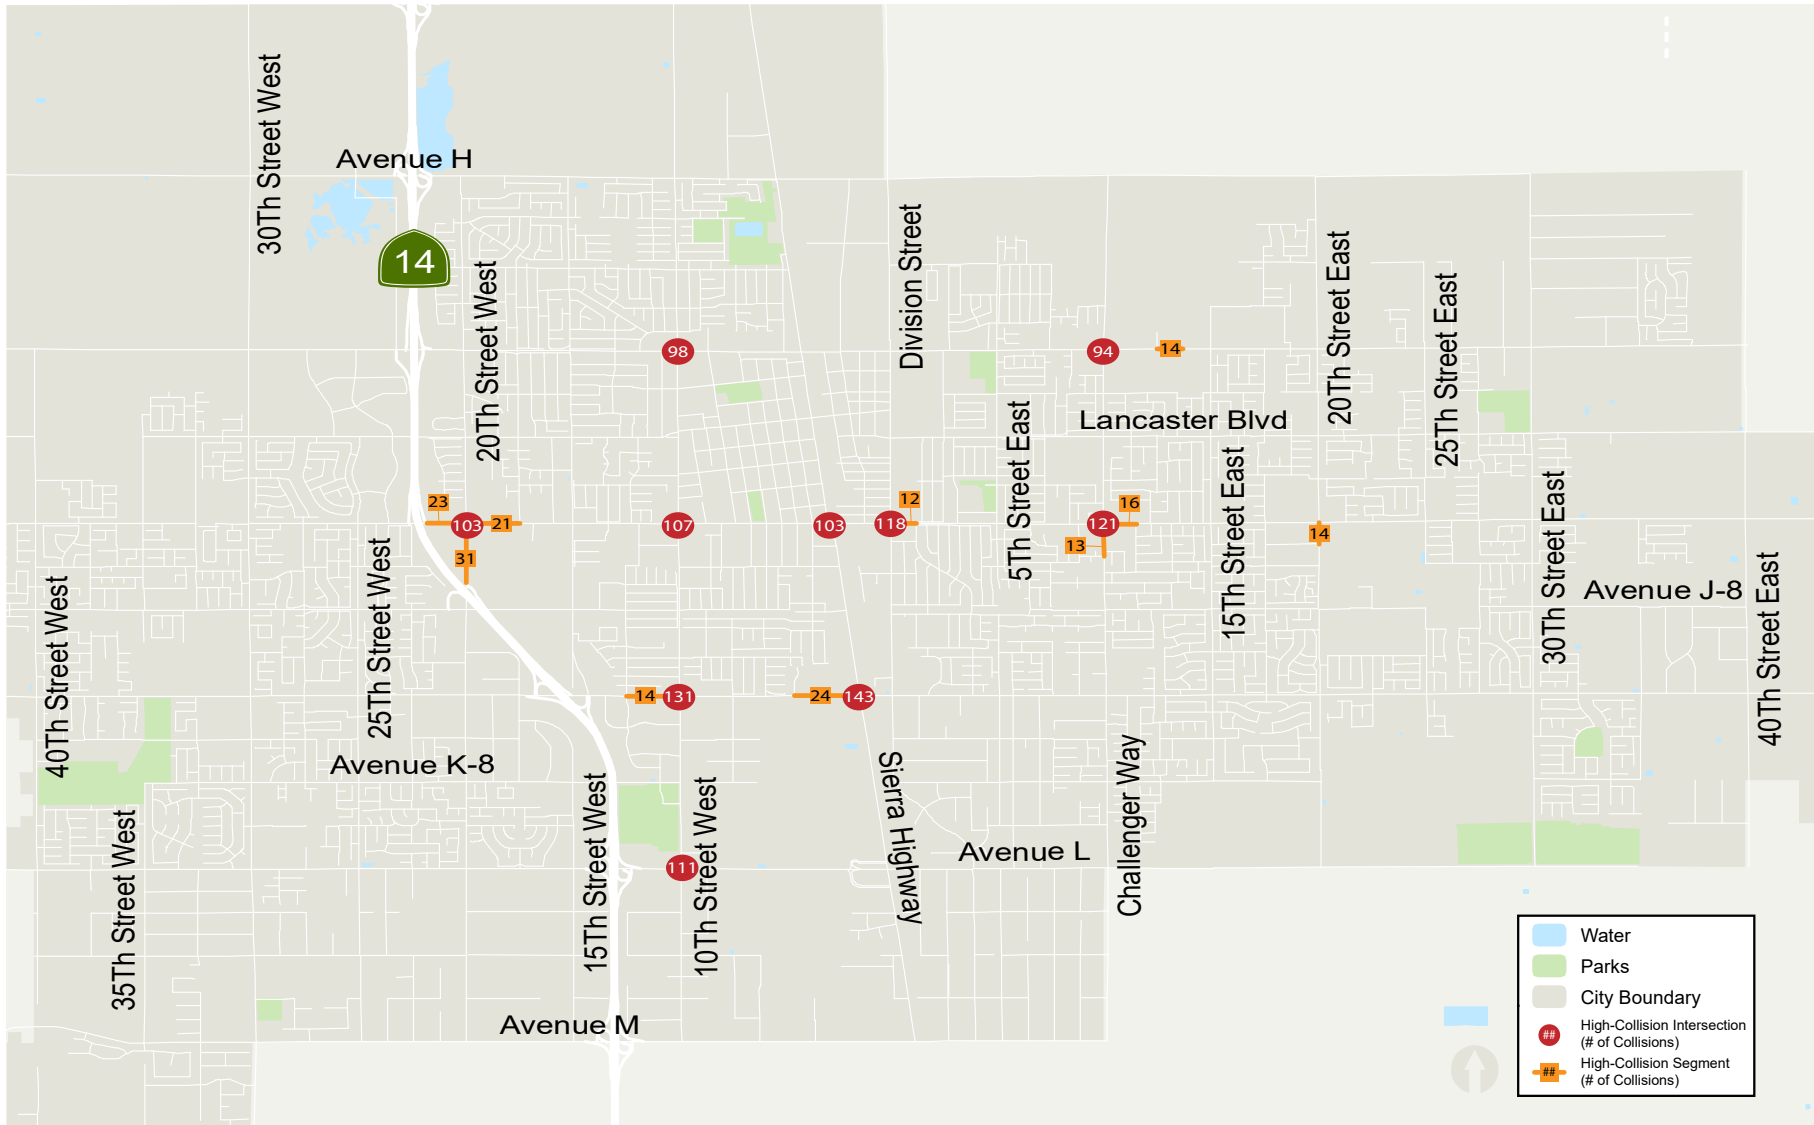 30Th Street West
Avenue H
14
20Th Street West
Division Street
20Th Street East
25Th Street East
98
94
14
Lancaster Blvd
5Th Street East
15Th Street East
23
103
21
31
107
103
118
12
121
16
13
14
30Th Street East
Avenue J-8
40Th Street East
40Th Street West
25Th Street West
14
131
24
143
Avenue K-8
Sierra Highway
Challenger Way
15Th Street West
10Th Street West
35Th Street West
Avenue L
111
Avenue M
Water
Parks
City Boundary
## High-Collision Intersection
(# of Collisions)
## High-Collision Segment
(# of Collisions)